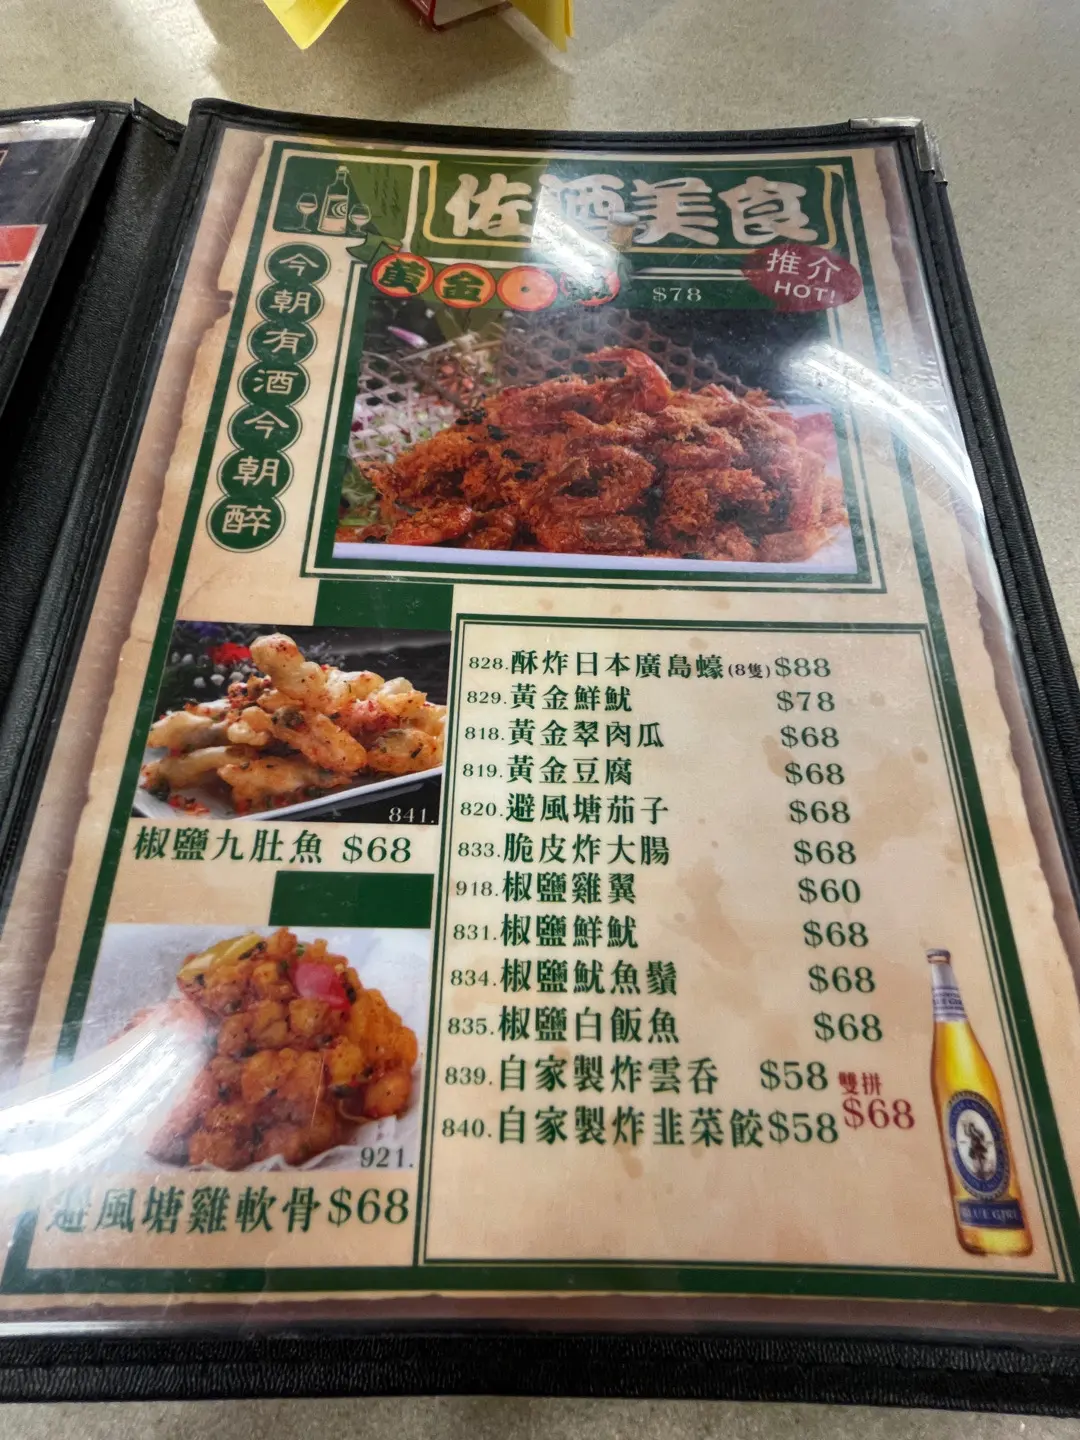 佐酒美食
黃金
$78
推介
HOT!
今朝有酒今朝醉
841.
椒鹽九肚魚 $68
921.
避風塘雞軟骨 $68
828.酥炸日本廣島蠔(8隻) $88
829.黃金鮮魷 $78
818.黃金翠肉瓜 $68
819.黃金豆腐 $68
820.避風塘茄子 $68
833.脆皮炸大腸 $68
918.椒鹽雞翼 $60
831.椒鹽鮮魷 $68
834.椒鹽魷魚鬚 $68
835.椒鹽白飯魚 $68
839.自家製炸雲吞 $58
840.自家製炸韭菜餃 $58
雙拼
$68
BLUE GIRL